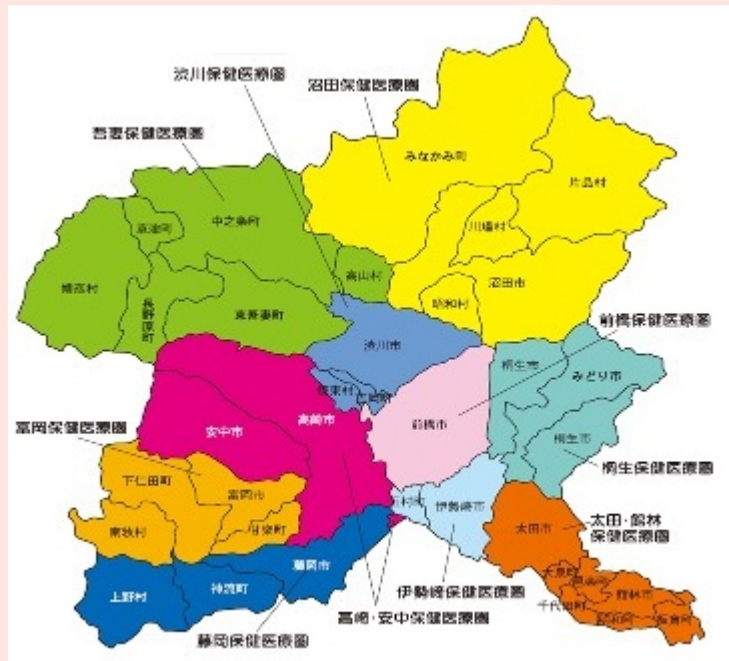 渋川保健医療圏
沼田保健医療圏
吾妻保健医療圏
みなかみ町
片品村
中之条町
草津町
川場村
高山村
沼田市
嬬恋村
昭和村
長野原町
東吾妻町
前橋保健医療圏
渋川市
桐生市
みどり市
榛東村
吉岡町
高崎市
前橋市
安中市
富岡保健医療圏
桐生市
桐生保健医療圏
下仁田町
富岡市
伊勢崎市
太田市
太田・館林
保健医療圏
南牧村
甘楽町
藤岡市
大泉町
館林市
上野村
神流町
伊勢崎保健医療圏
千代田町
高崎・安中保健医療圏
藤岡保健医療圏